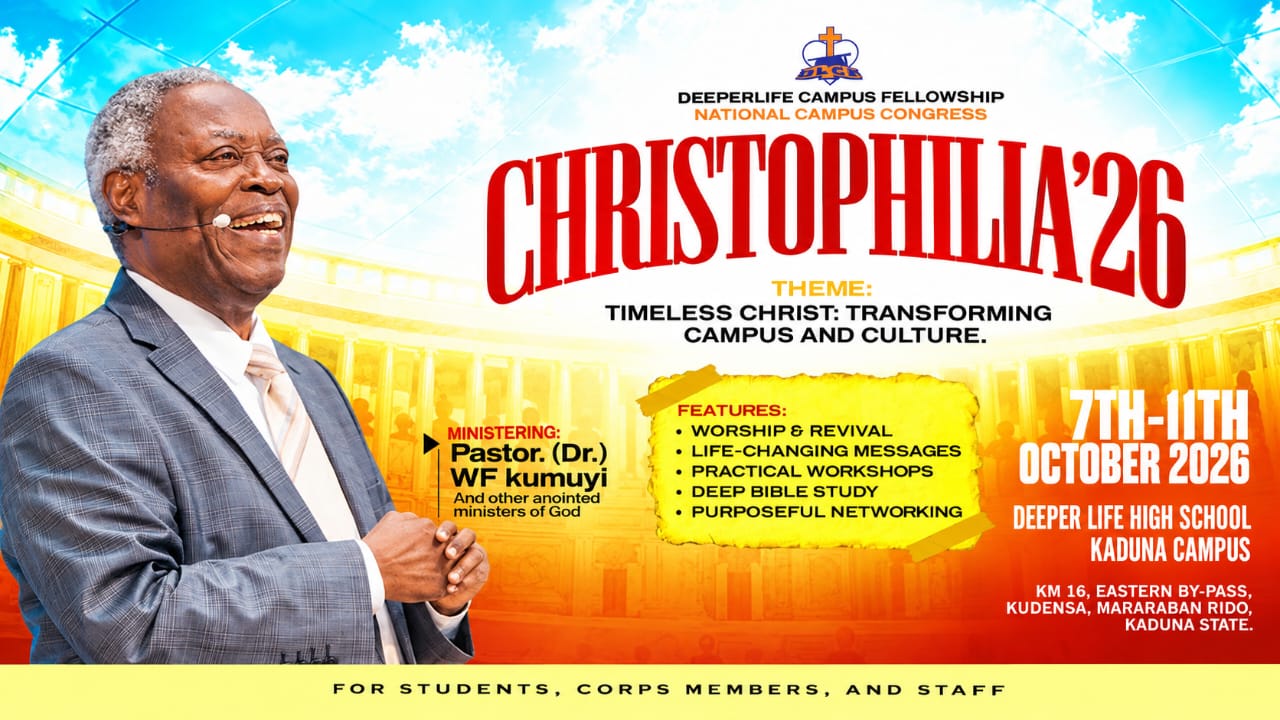 DLCF
DEEPERLIFE CAMPUS FELLOWSHIP
NATIONAL CAMPUS CONGRESS
CHRISTOPHILIA'26
THEME:
TIMELESS CHRIST: TRANSFORMING
CAMPUS AND CULTURE.
MINISTERING:
Pastor. (Dr.)
WF kumuyi
And other anointed
ministers of God
FEATURES:
• WORSHIP & REVIVAL
• LIFE-CHANGING MESSAGES
• PRACTICAL WORKSHOPS
• DEEP BIBLE STUDY
• PURPOSEFUL NETWORKING
7TH-11TH
OCTOBER 2026
DEEPER LIFE HIGH SCHOOL
KADUNA CAMPUS
KM 16, EASTERN BY-PASS,
KUDENSA, MARARABAN RIDO,
KADUNA STATE.
FOR STUDENTS, CORPS MEMBERS, AND STAFF